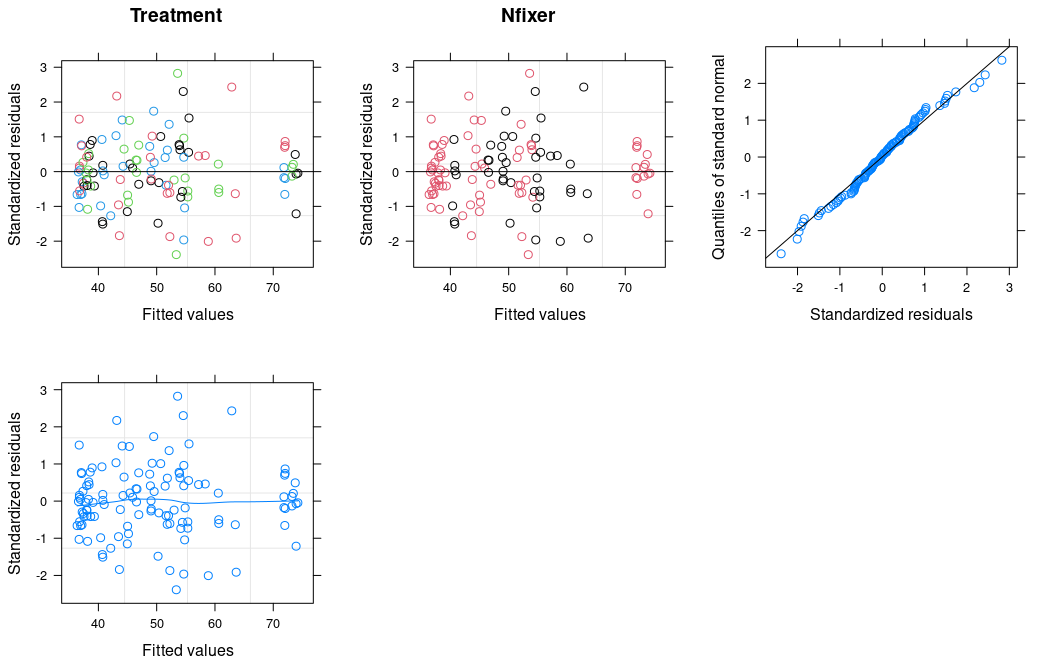 Treatment
Standardized residuals
3
2
1
0
-1
-2
40 50 60 70
Fitted values
Nfixer
Standardized residuals
3
2
1
0
-1
-2
40 50 60 70
Fitted values
Quantiles of standard normal
2
1
0
-1
-2
-2 -1 0 1 2 3
Standardized residuals
Standardized residuals
3
2
1
0
-1
-2
40 50 60 70
Fitted values